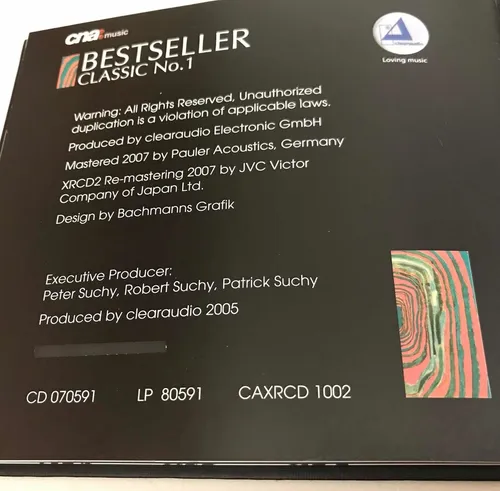 cna music
BESTSELLER
CLASSIC No.1
Loving music
Warning: All Rights Reserved, Unauthorized
duplication is a violation of applicable laws.
Produced by clearaudio Electronic GmbH
Mastered 2007 by Pauler Acoustics, Germany
XRCD2 Re-mastering 2007 by JVC Victor
Company of Japan Ltd.
Design by Bachmanns Grafik
Executive Producer:
Peter Suchy, Robert Suchy, Patrick Suchy
Produced by clearaudio 2005
CD 070591 LP 80591 CAXRCD 1002